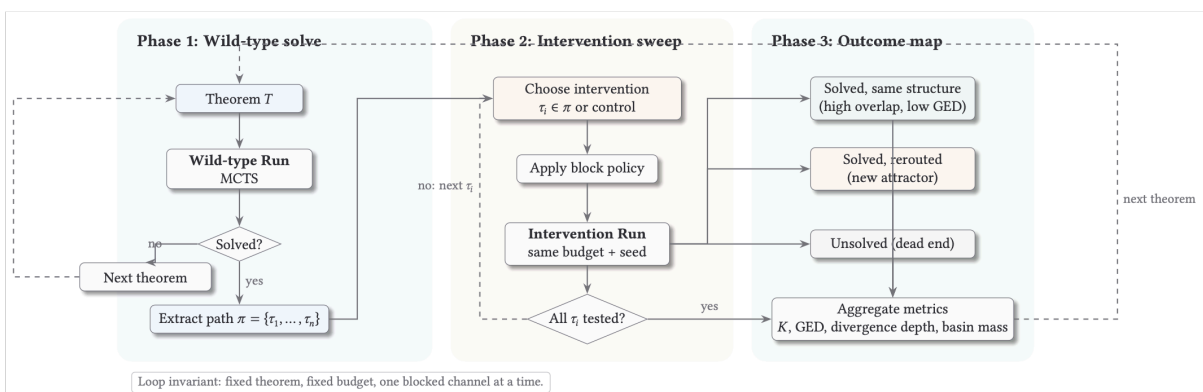 Phase 1: Wild-type solve
Theorem T
Wild-type Run
MCTS
Solved?
no
Next theorem
yes
Extract path π = {τ₁, … , τₙ}
Phase 2: Intervention sweep
Choose intervention
τᵢ ∈ π or control
Apply block policy
no: next τᵢ
Intervention Run
same budget + seed
All τᵢ tested?
yes
Phase 3: Outcome map
Solved, same structure
(high overlap, low GED)
Solved, rerouted
(new attractor)
Unsolved (dead end)
Aggregate metrics
K, GED, divergence depth, basin mass
next theorem
Loop invariant: fixed theorem, fixed budget, one blocked channel at a time.